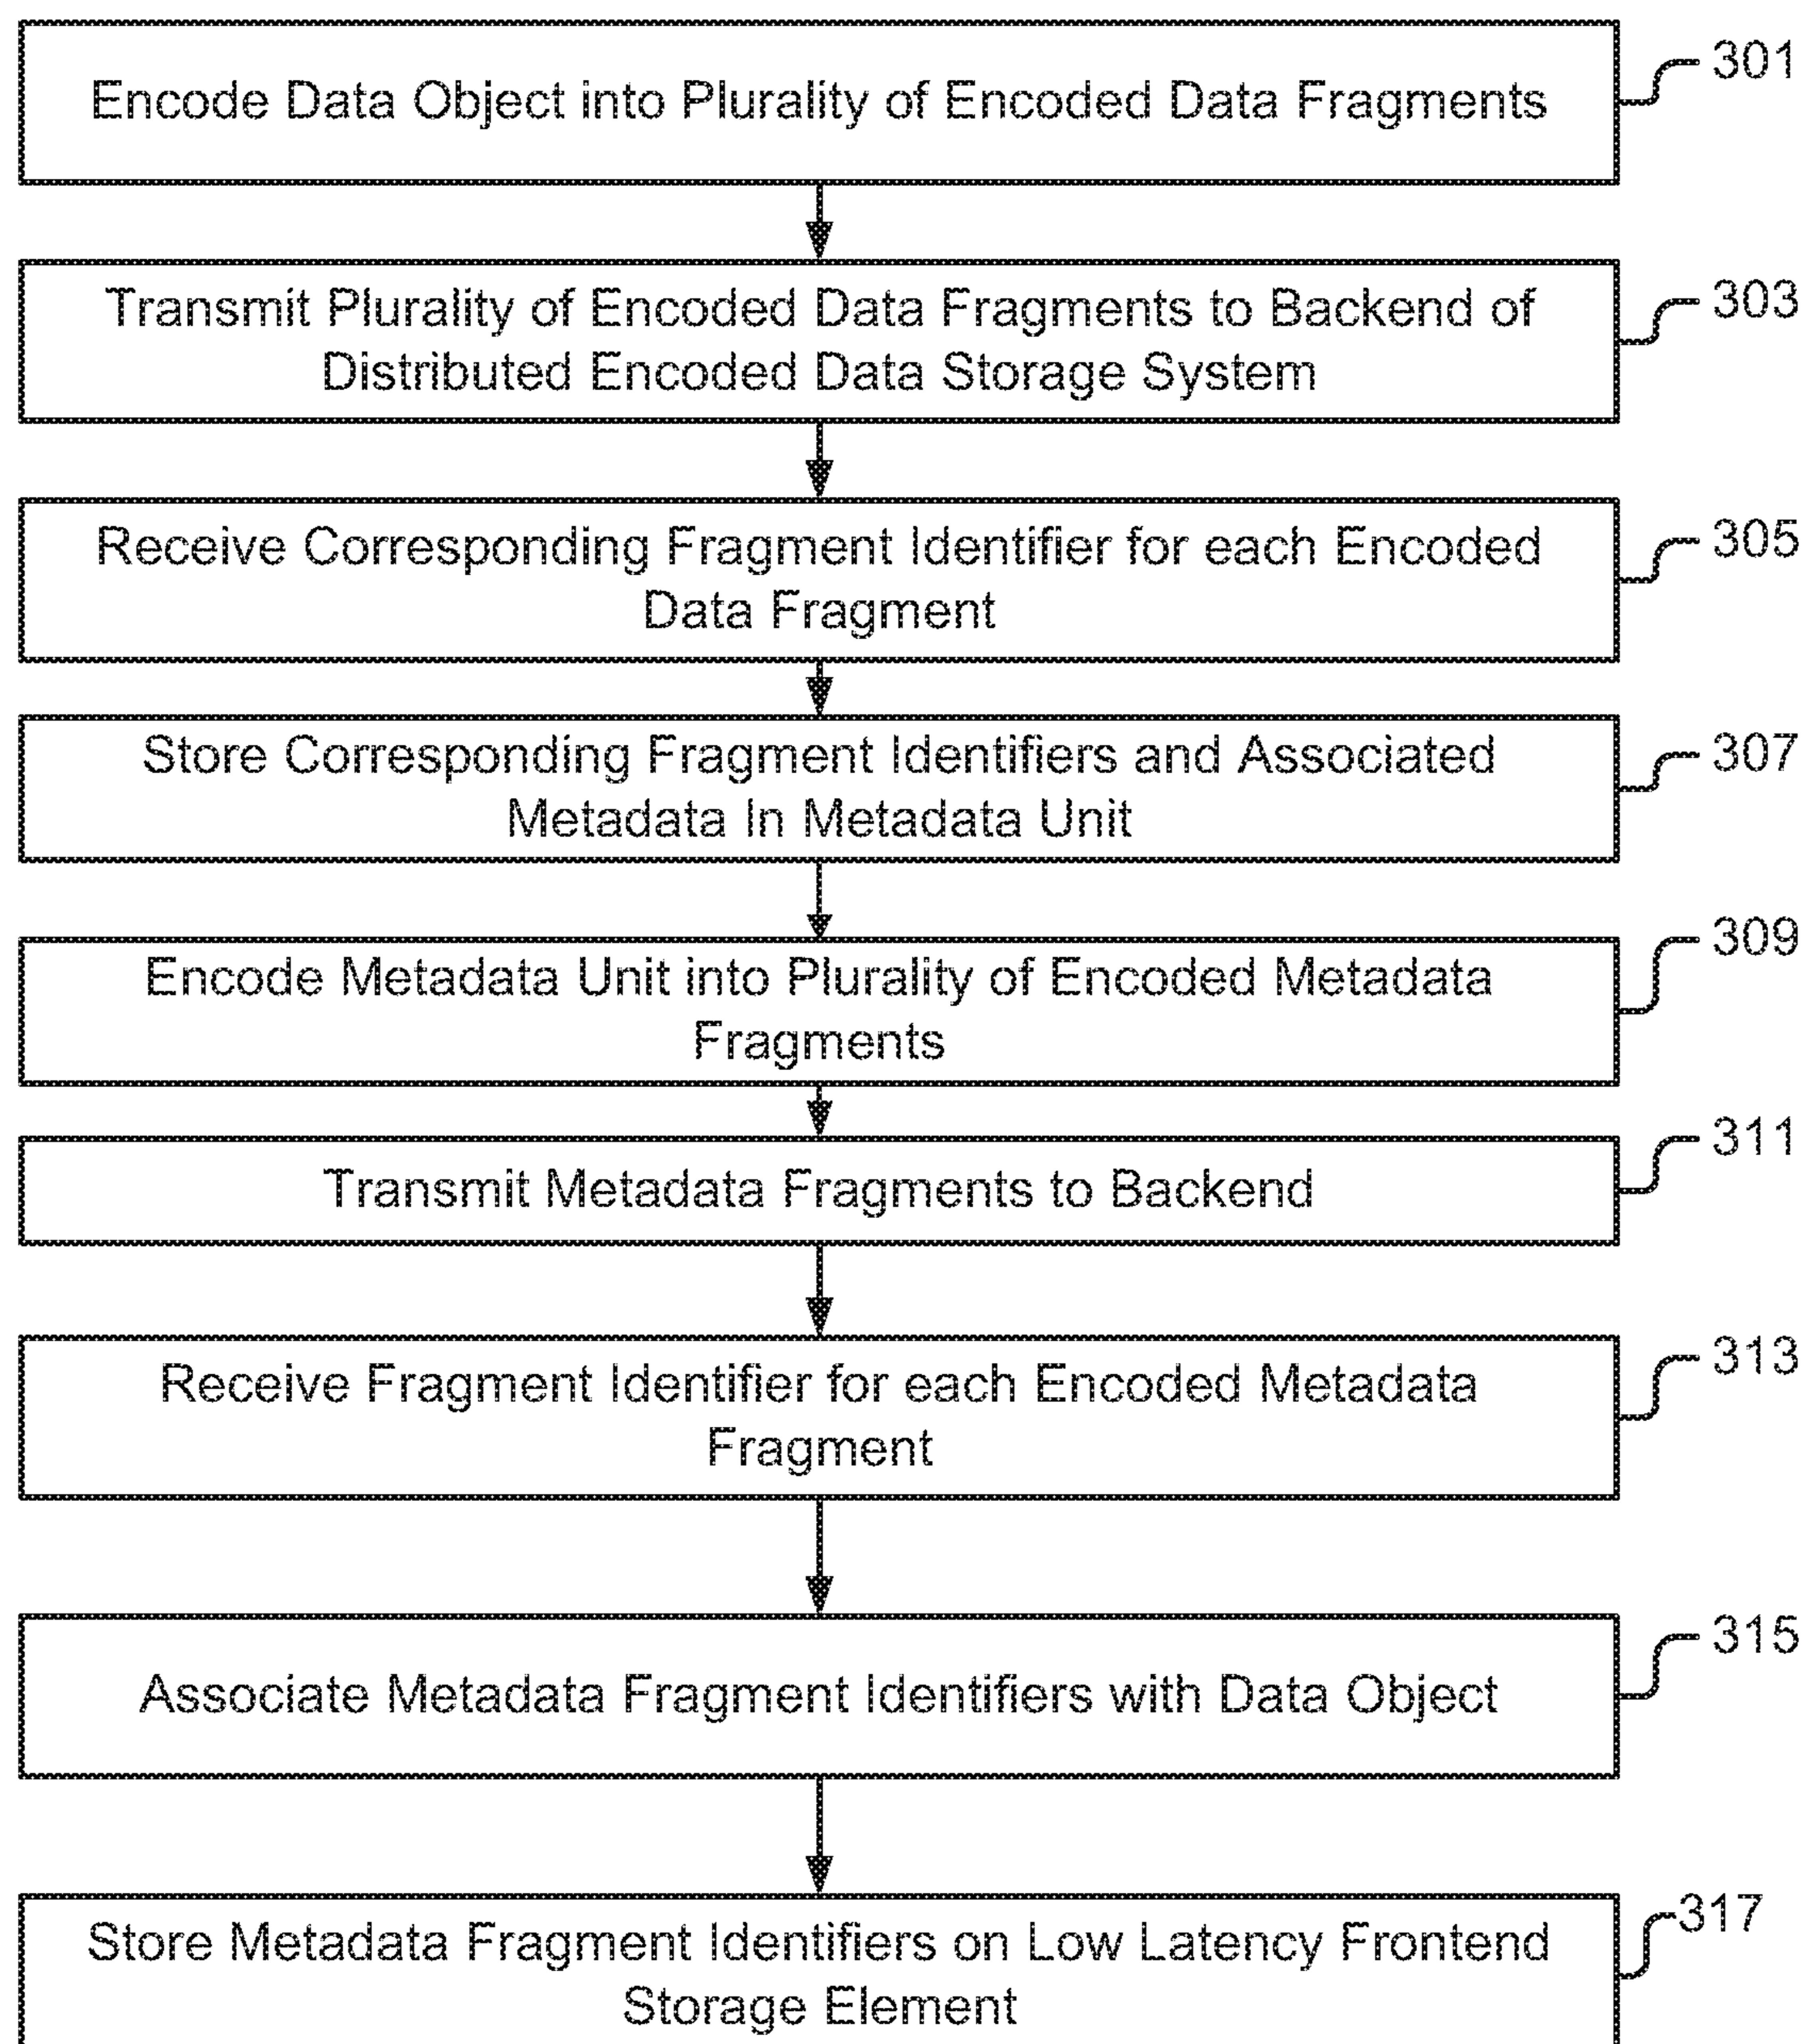 301
Encode Data Object into Plurality of Encoded Data Fragments
303
Transmit Plurality of Encoded Data Fragments to Backend of
Distributed Encoded Data Storage System
305
Receive Corresponding Fragment Identifier for each Encoded
Data Fragment
307
Store Corresponding Fragment Identifiers and Associated
Metadata In Metadata Unit
309
Encode Metadata Unit into Plurality of Encoded Metadata
Fragments
311
Transmit Metadata Fragments to Backend
313
Receive Fragment Identifier for each Encoded Metadata
Fragment
315
Associate Metadata Fragment Identifiers with Data Object
317
Store Metadata Fragment Identifiers on Low Latency Frontend
Storage Element